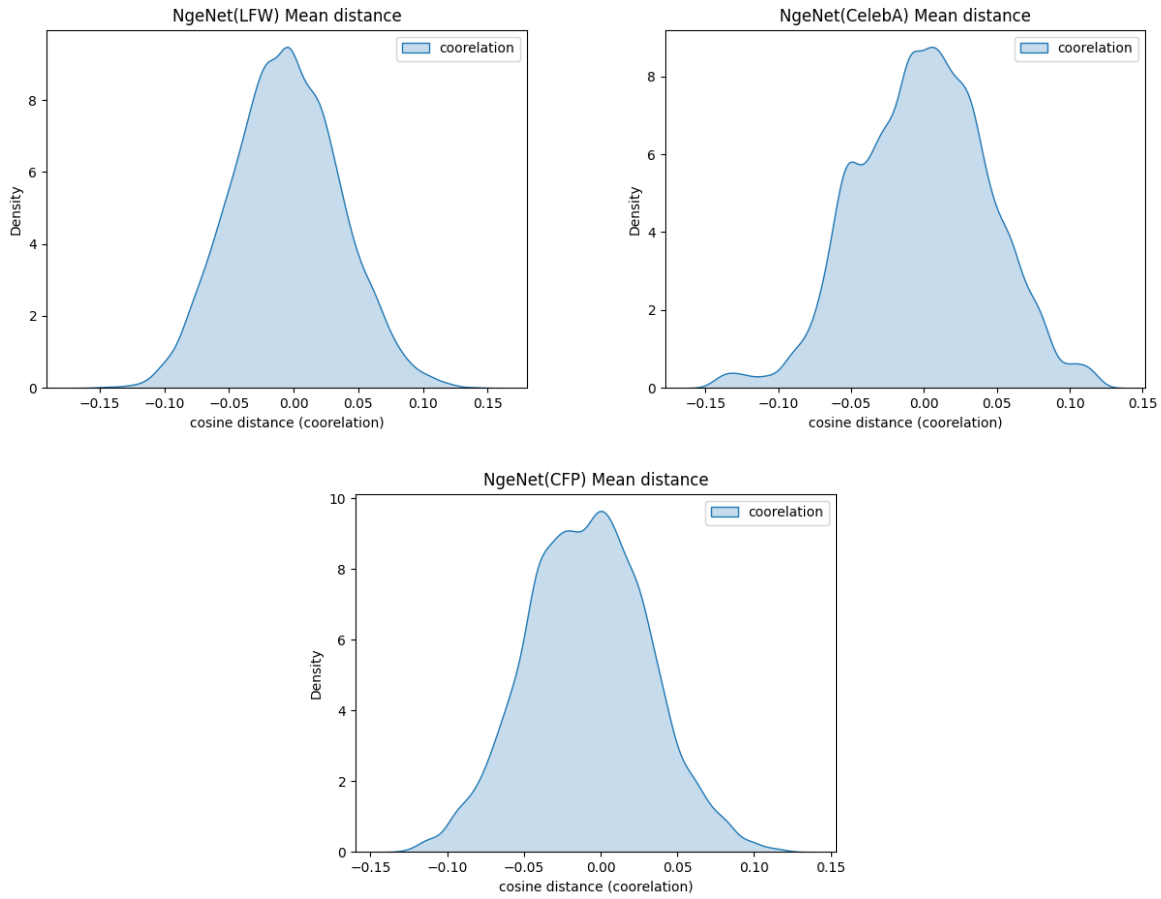 NgeNet(LFW) Mean distance
coorelation
Density
8
6
4
2
0
−0.15 −0.10 −0.05 0.00 0.05 0.10 0.15
cosine distance (coorelation)
NgeNet(CelebA) Mean distance
coorelation
Density
8
6
4
2
0
−0.15 −0.10 −0.05 0.00 0.05 0.10 0.15
cosine distance (coorelation)
NgeNet(CFP) Mean distance
coorelation
Density
10
8
6
4
2
0
−0.15 −0.10 −0.05 0.00 0.05 0.10 0.15
cosine distance (coorelation)